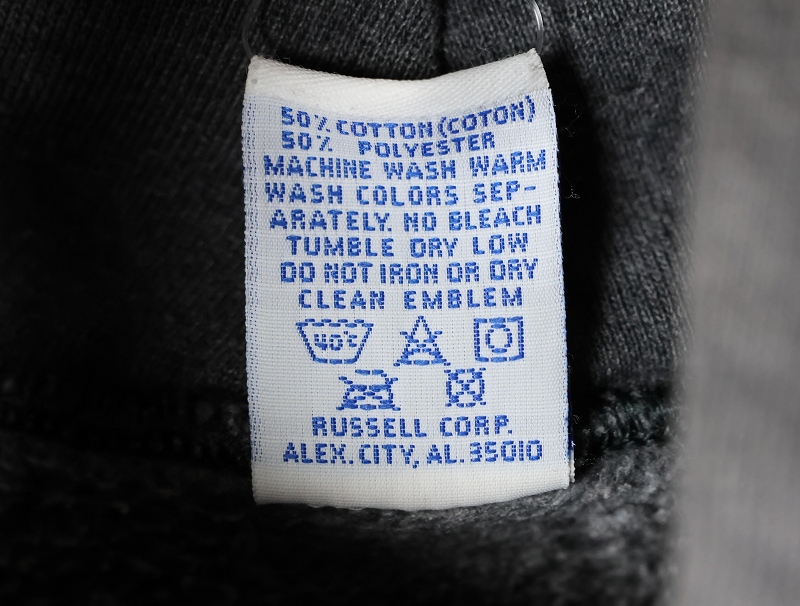 50% COTTON (COTON)
50% POLYESTER
MACHINE WASH WARM
WASH COLORS SEP-
ARATELY. NO BLEACH
TUMBLE DRY LOW
DO NOT IRON OR DRY
CLEAN EMBLEM
40°C
RUSSELL CORP.
ALEX. CITY, AL. 35010